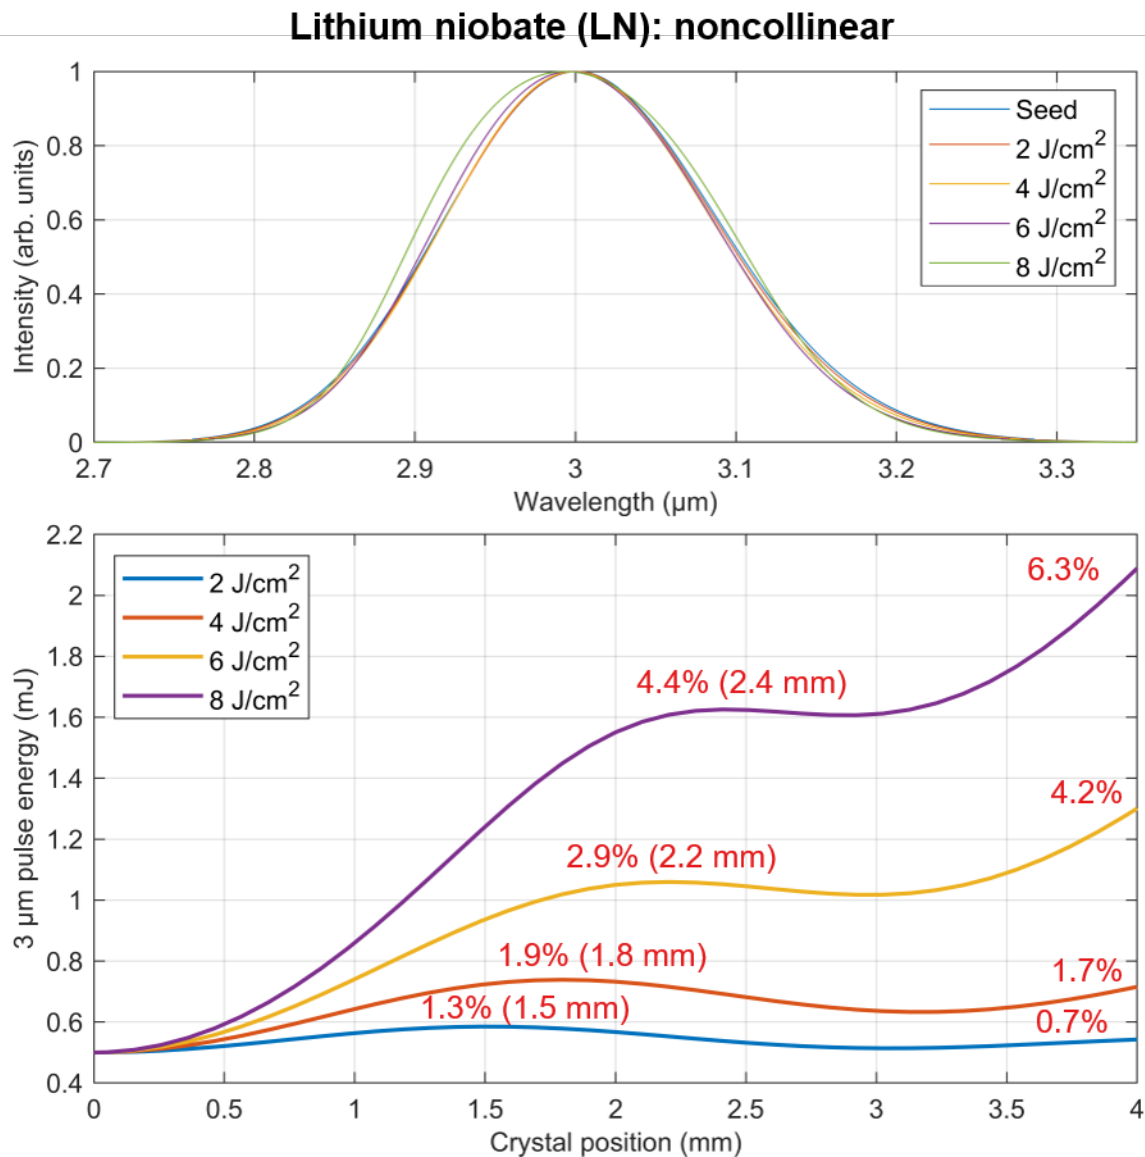 Lithium niobate (LN): noncollinear
Intensity (arb. units)
1
0.8
0.6
0.4
0.2
0
Seed
2 J/cm²
4 J/cm²
6 J/cm²
8 J/cm²
2.7 2.8 2.9 3 3.1 3.2 3.3
Wavelength (µm)
3 µm pulse energy (mJ)
2.2
2
1.8
1.6
1.4
1.2
1
0.8
0.6
0.4
2 J/cm²
4 J/cm²
6 J/cm²
8 J/cm²
6.3%
4.4% (2.4 mm)
4.2%
2.9% (2.2 mm)
1.9% (1.8 mm)
1.7%
1.3% (1.5 mm)
0.7%
0 0.5 1 1.5 2 2.5 3 3.5 4
Crystal position (mm)